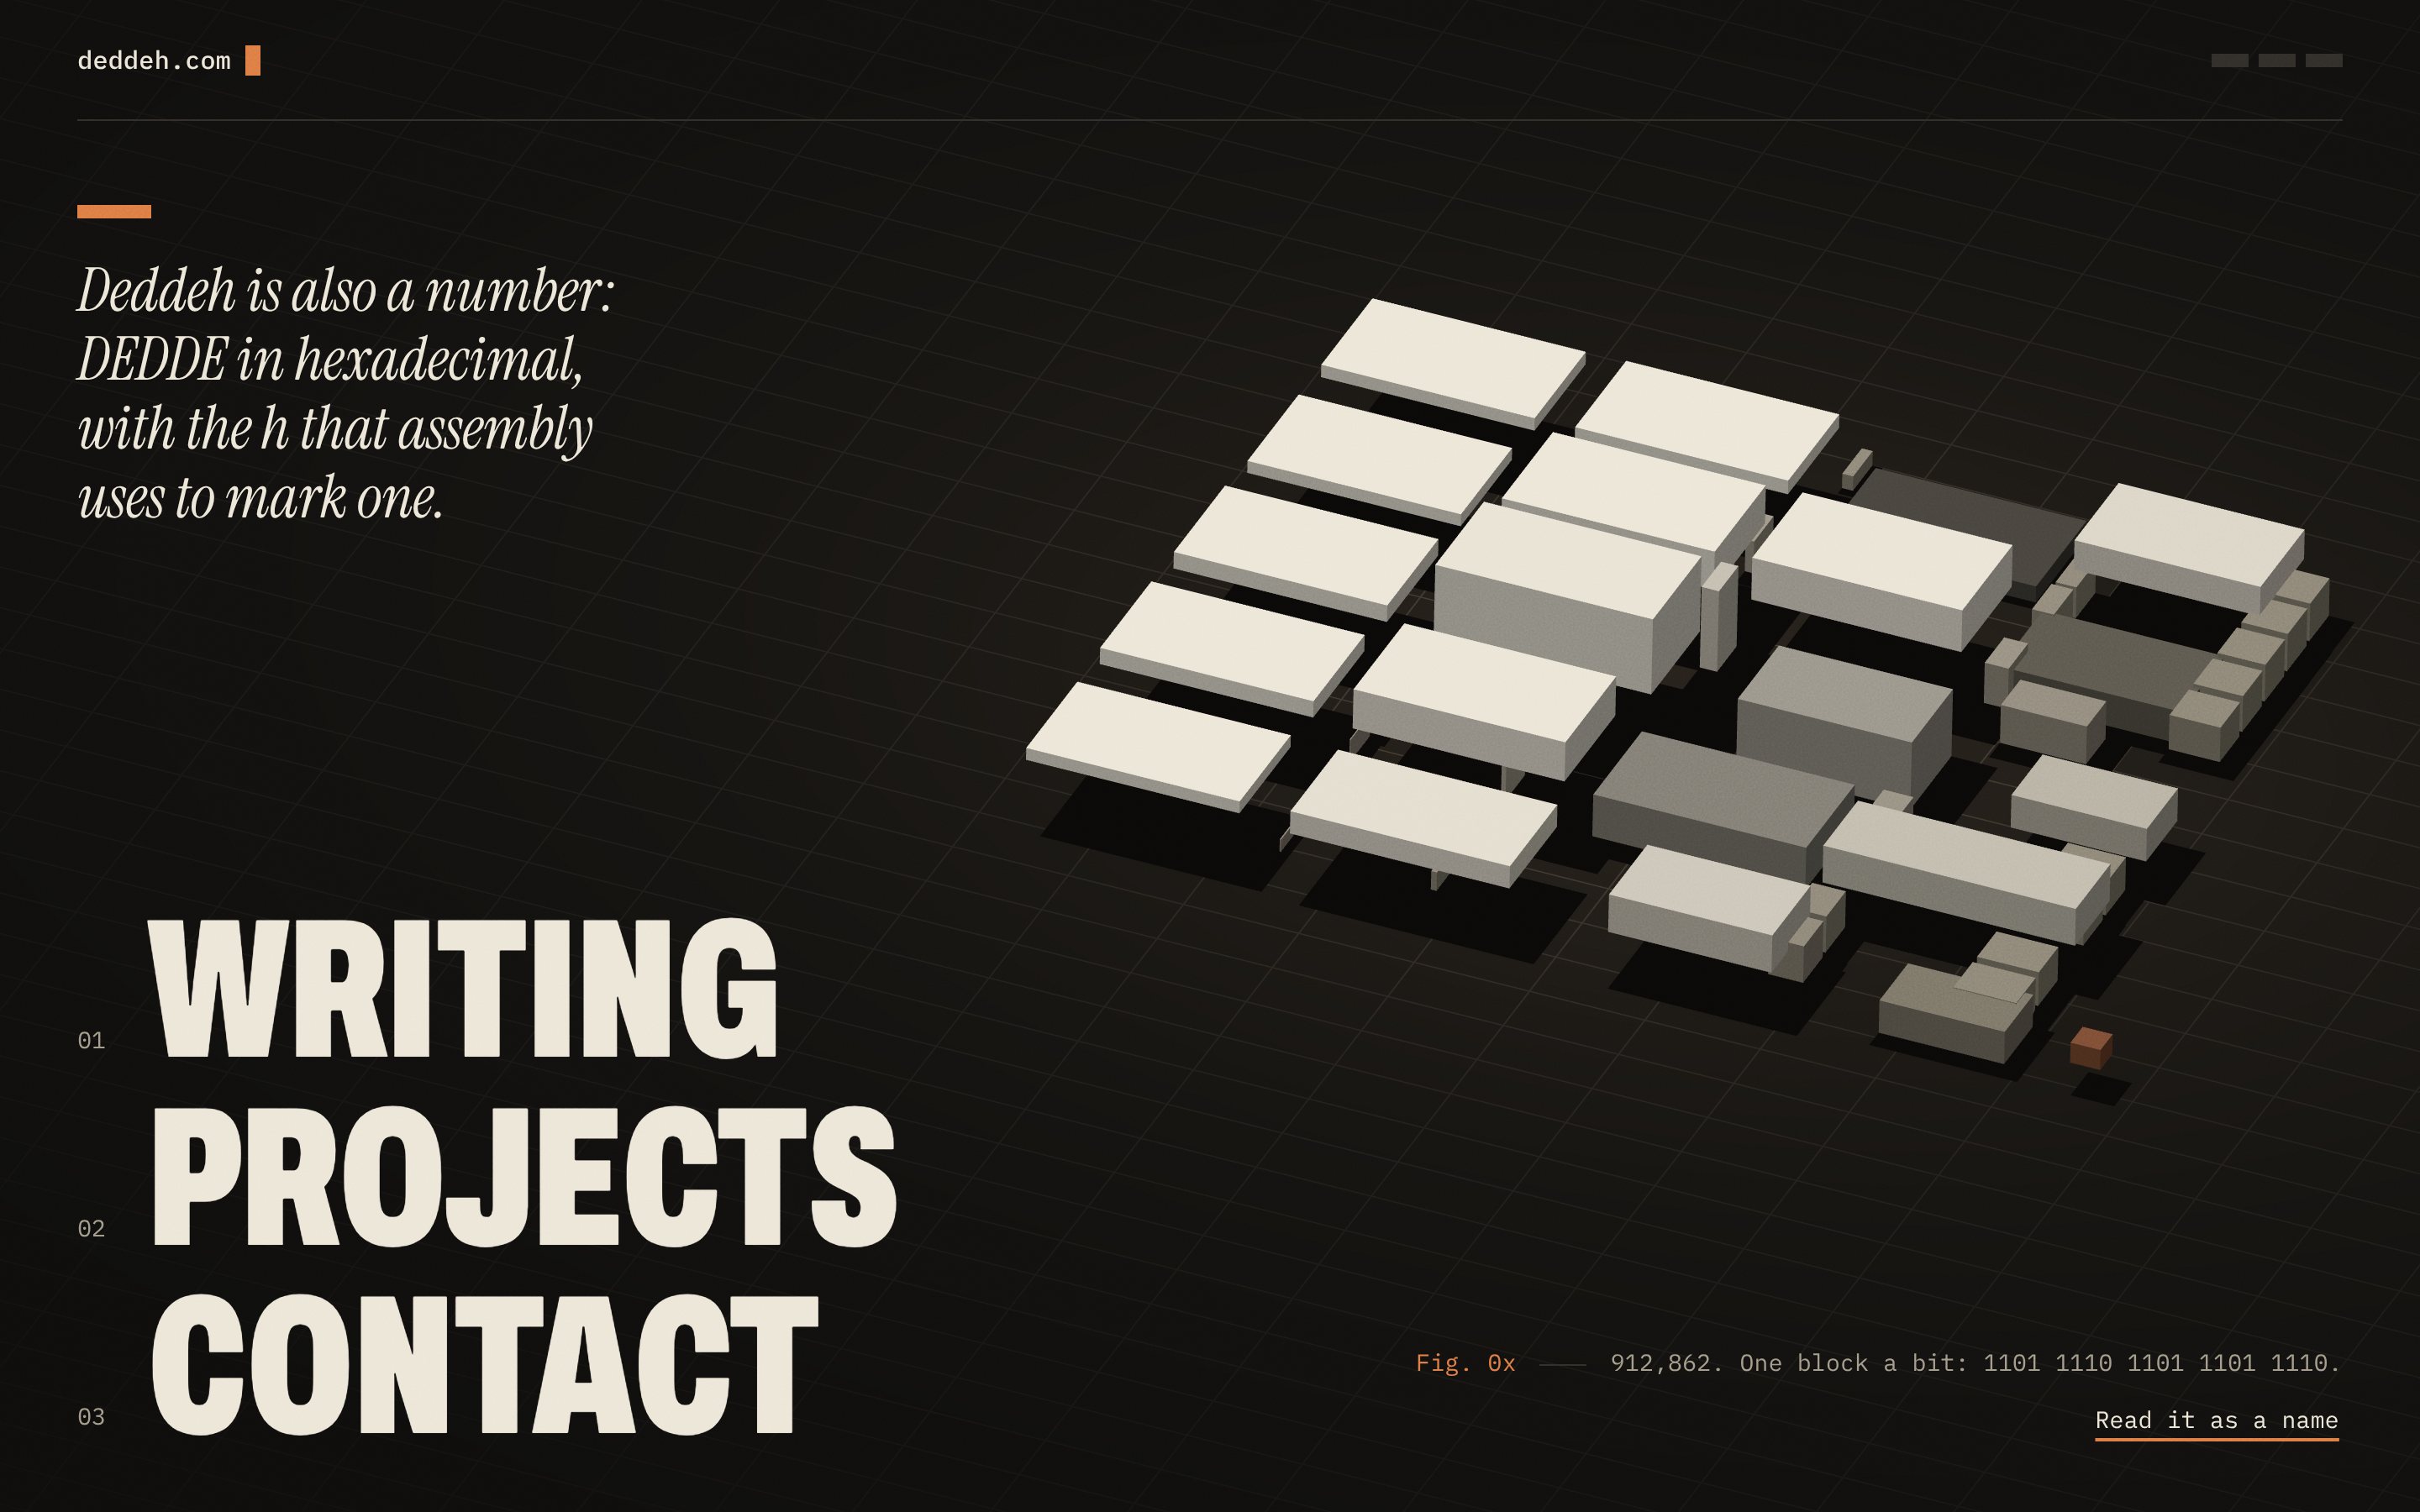 deddeh.com
Deddeh is also a number:
DEDDE in hexadecimal,
with the h that assembly
uses to mark one.
01 WRITING
02 PROJECTS
03 CONTACT
Fig. 0x 912,862. One block a bit: 1101 1110 1101 1101 1110.
Read it as a name